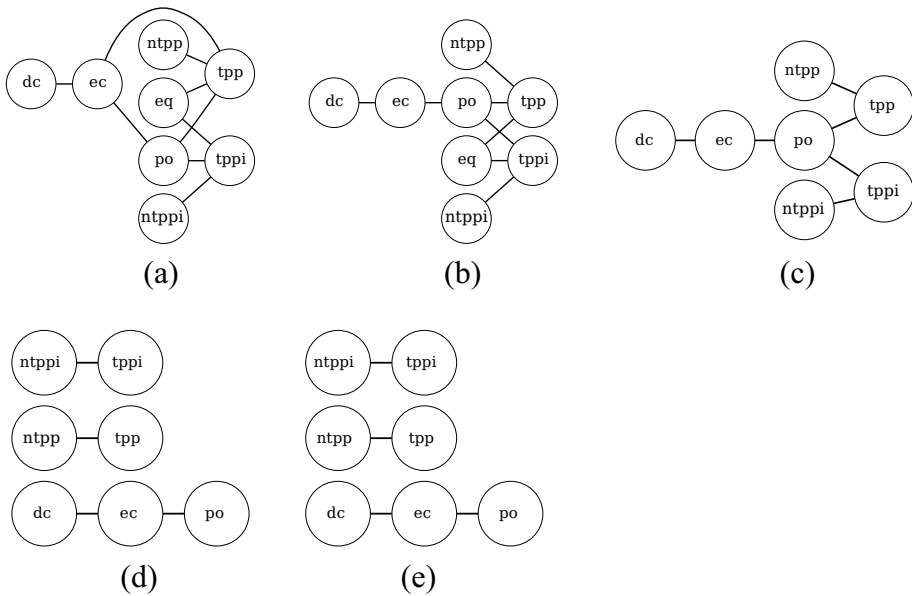 ntpp
tpp
dc
ec
eq
po
tppi
ntppi
(a)
ntpp
dc
ec
po
tpp
eq
tppi
ntppi
(b)
ntpp
tpp
dc
ec
po
tppi
ntppi
(c)
ntppi tppi
ntpp tpp
dc ec po
(d)
ntppi tppi
ntpp tpp
dc ec po
(e)